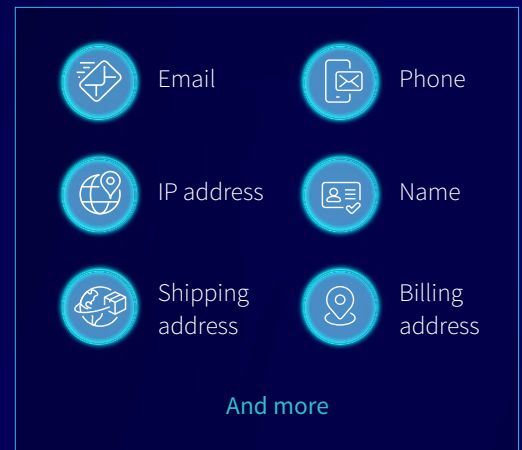 Email
Phone
IP address
Name
Shipping
address
Billing
address
And more